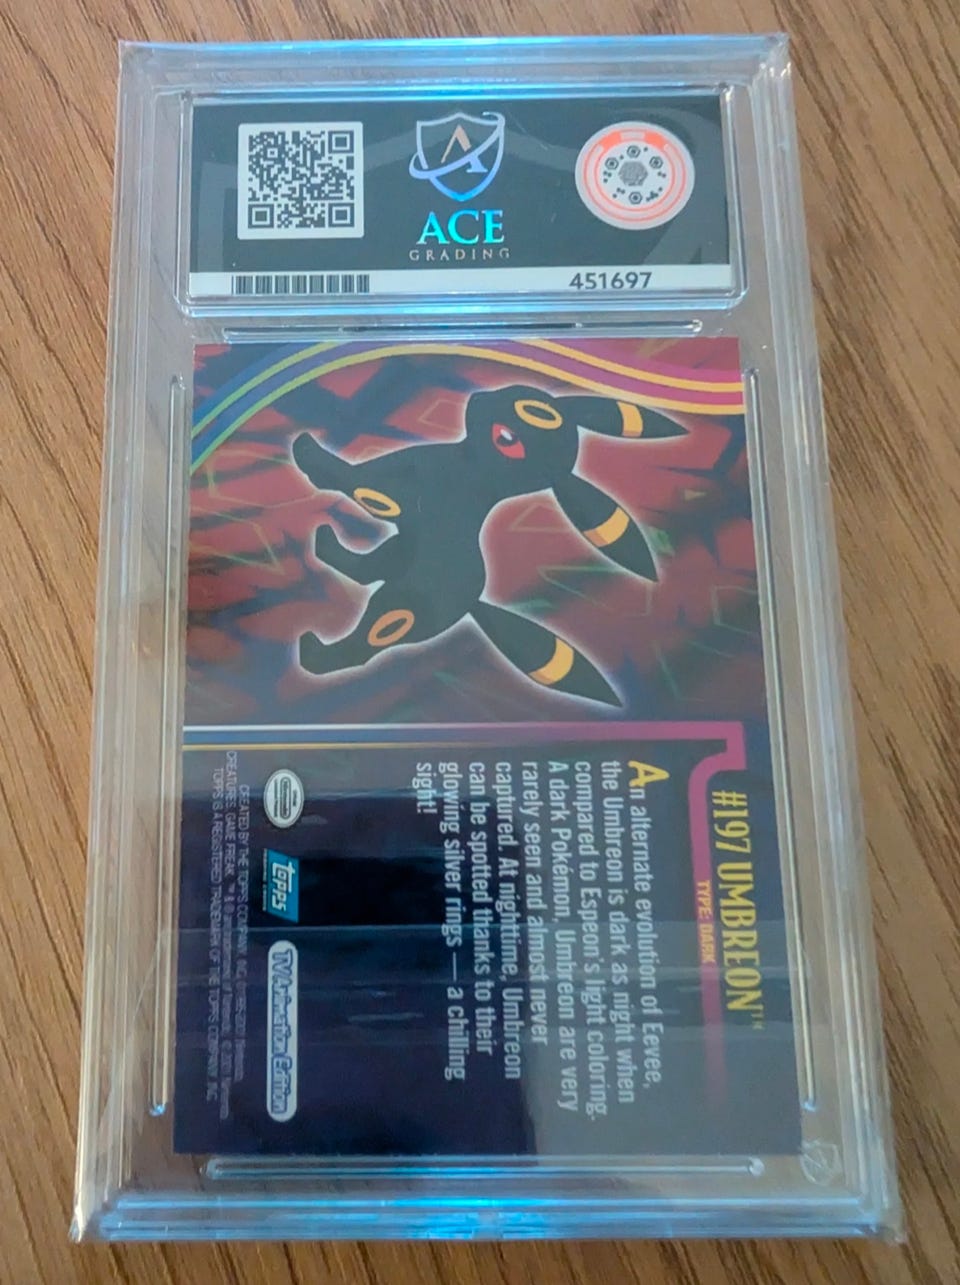 ACE
GRADING
451697
#197 UMBREON™
TYPE: DARK
An alternate evolution of Eevee,
the Umbreon is dark as night when
compared to Espeon's light coloring.
A dark Pokémon, Umbreon are very
rarely seen and almost never
captured. At nighttime, Umbreon
can be spotted thanks to their
glowing silver rings — a chilling
sight!
topps
TV Animation Edition
CREATED BY THE TOPPS COMPANY, INC.
CREATURES, GAME FREAK.
TOPPS IS A REGISTERED TRADEMARK OF THE TOPPS COMPANY, INC.